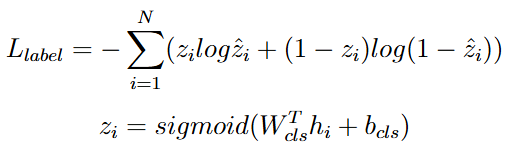 L_{label} = -\sum_{i=1}^{N}(z_i log\hat{z}_i + (1 - z_i)log(1 - \hat{z}_i))
z_i = sigmoid(W_{cls}^T h_i + b_{cls})